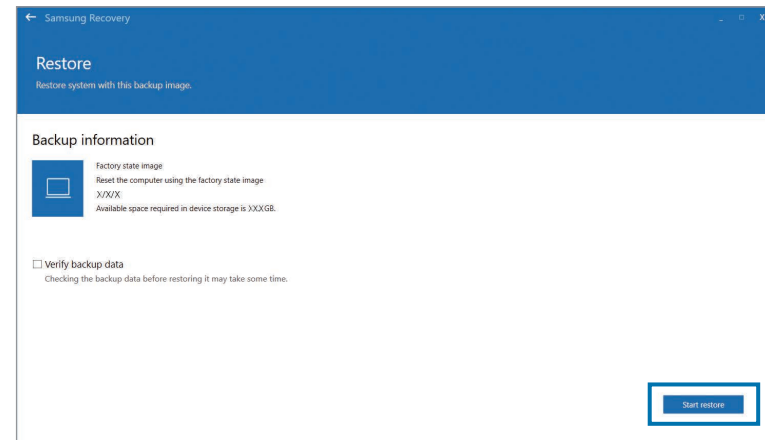 ← Samsung Recovery
Restore
Restore system with this backup image.
Backup information
Factory state image
Reset the computer using the factory state image
X/X/X
Available space required in device storage is XX.XGB.
Verify backup data
Checking the backup data before restoring it may take some time.
Start restore